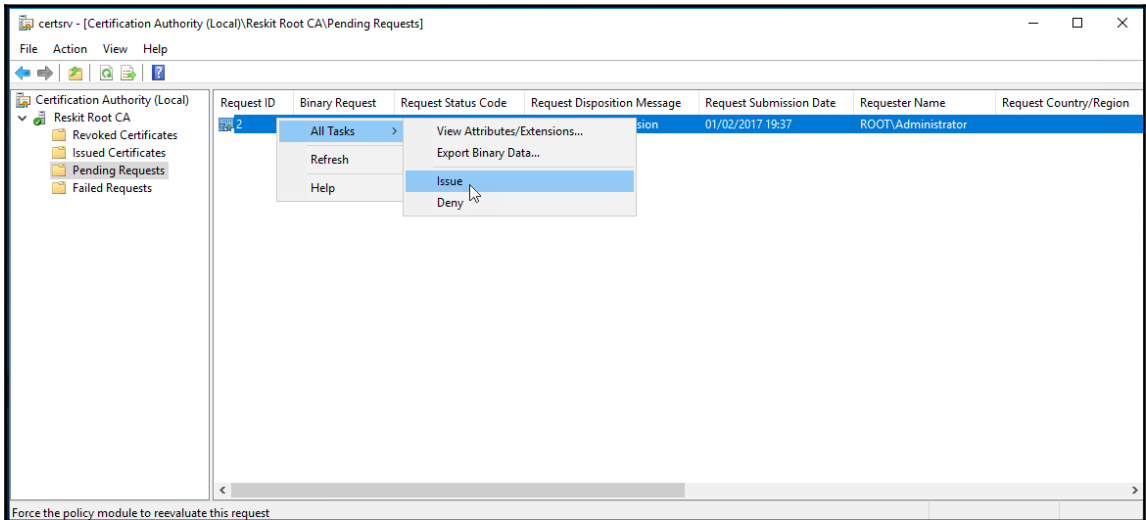 certsrv - [Certification Authority (Local)\Reskit Root CA\Pending Requests]
File Action View Help
Certification Authority (Local)
Reskit Root CA
Revoked Certificates
Issued Certificates
Pending Requests
Failed Requests
Request ID Binary Request Request Status Code Request Disposition Message Request Submission Date Requester Name Request Country/Region
2 sion 01/02/2017 19:37 ROOT\Administrator
All Tasks >
Refresh
Help
View Attributes/Extensions...
Export Binary Data...
Issue
Deny
Force the policy module to reevaluate this request